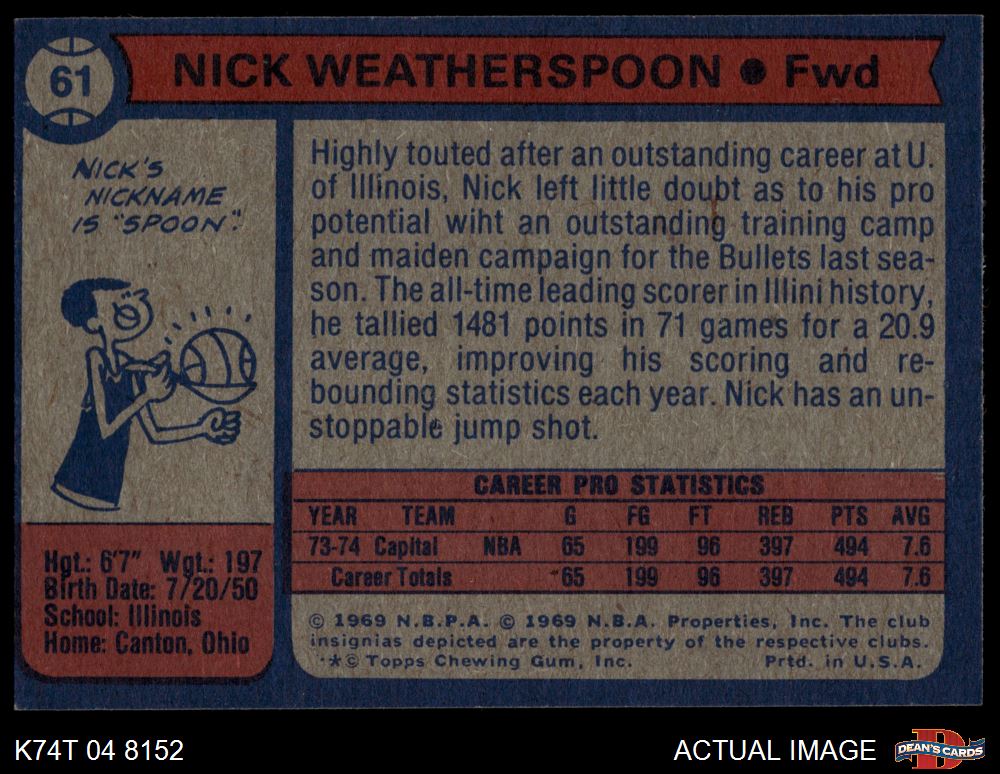 61
NICK WEATHERSPOON • Fwd
NICK'S
NICKNAME
IS "SPOON".
Highly touted after an outstanding career at U.
of Illinois, Nick left little doubt as to his pro
potential wiht an outstanding training camp
and maiden campaign for the Bullets last sea-
son. The all-time leading scorer in Illini history,
he tallied 1481 points in 71 games for a 20.9
average, improving his scoring and re-
bounding statistics each year. Nick has an un-
stoppable jump shot.
Hgt.: 6'7" Wgt.: 197
Birth Date: 7/20/50
School: Illinois
Home: Canton, Ohio
CAREER PRO STATISTICS
YEAR TEAM G FG FT REB PTS AVG
73-74 Capital NBA 65 199 96 397 494 7.6
Career Totals 65 199 96 397 494 7.6
© 1969 N.B.P.A. © 1969 N.B.A. Properties, Inc. The club
insignias depicted are the property of the respective clubs.
*© Topps Chewing Gum, Inc. Prtd. in U.S.A.
K74T 04 8152
ACTUAL IMAGE
D
DEAN'S CARDS